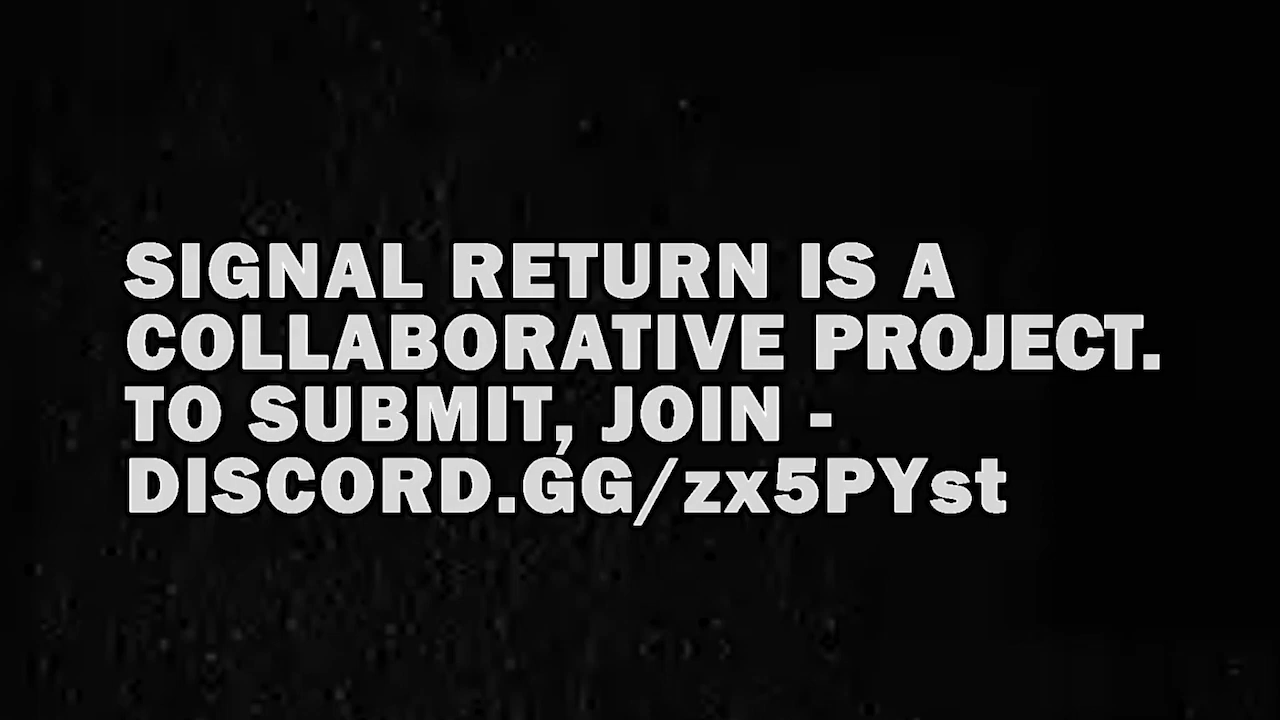 SIGNAL RETURN IS A
COLLABORATIVE PROJECT.
TO SUBMIT, JOIN -
DISCORD.GG/zx5PYst